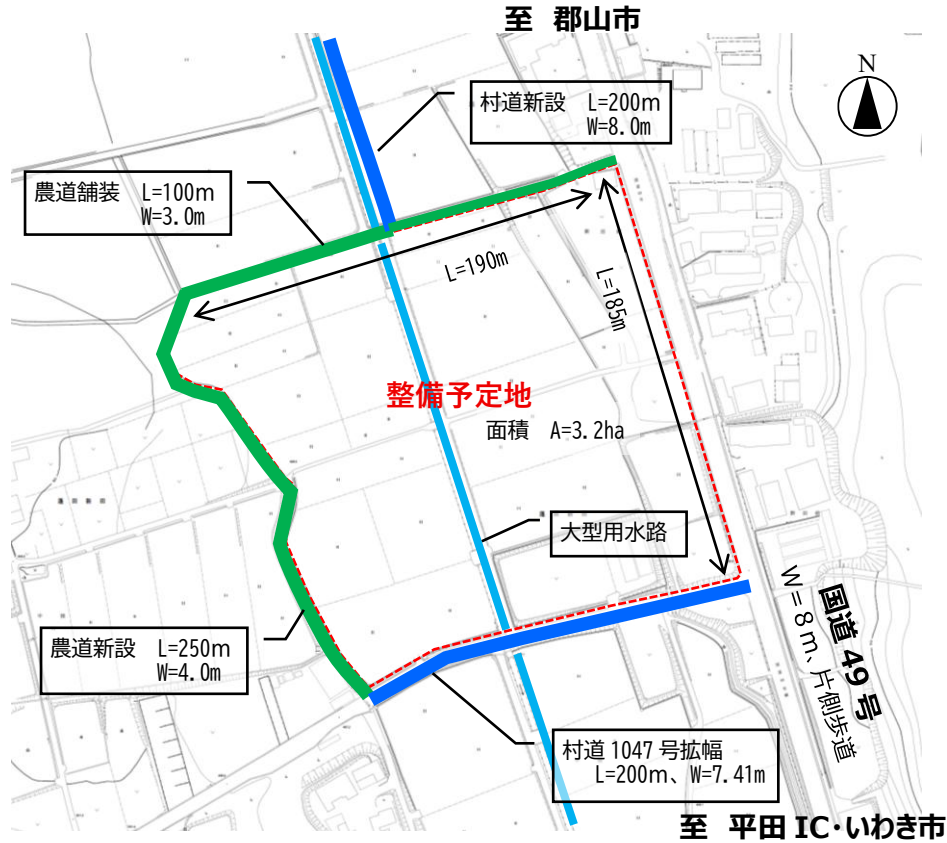 至 郡山市
N
村道新設 L=200m
W=8.0m
農道舗装 L=100m
W=3.0m
L=190m
L=185m
整備予定地
面積 A=3.2ha
大型用水路
国道49号
W=8m、片側歩道
農道新設 L=250m
W=4.0m
村道1047号拡幅
L=200m、W=7.41m
至 平田IC・いわき市